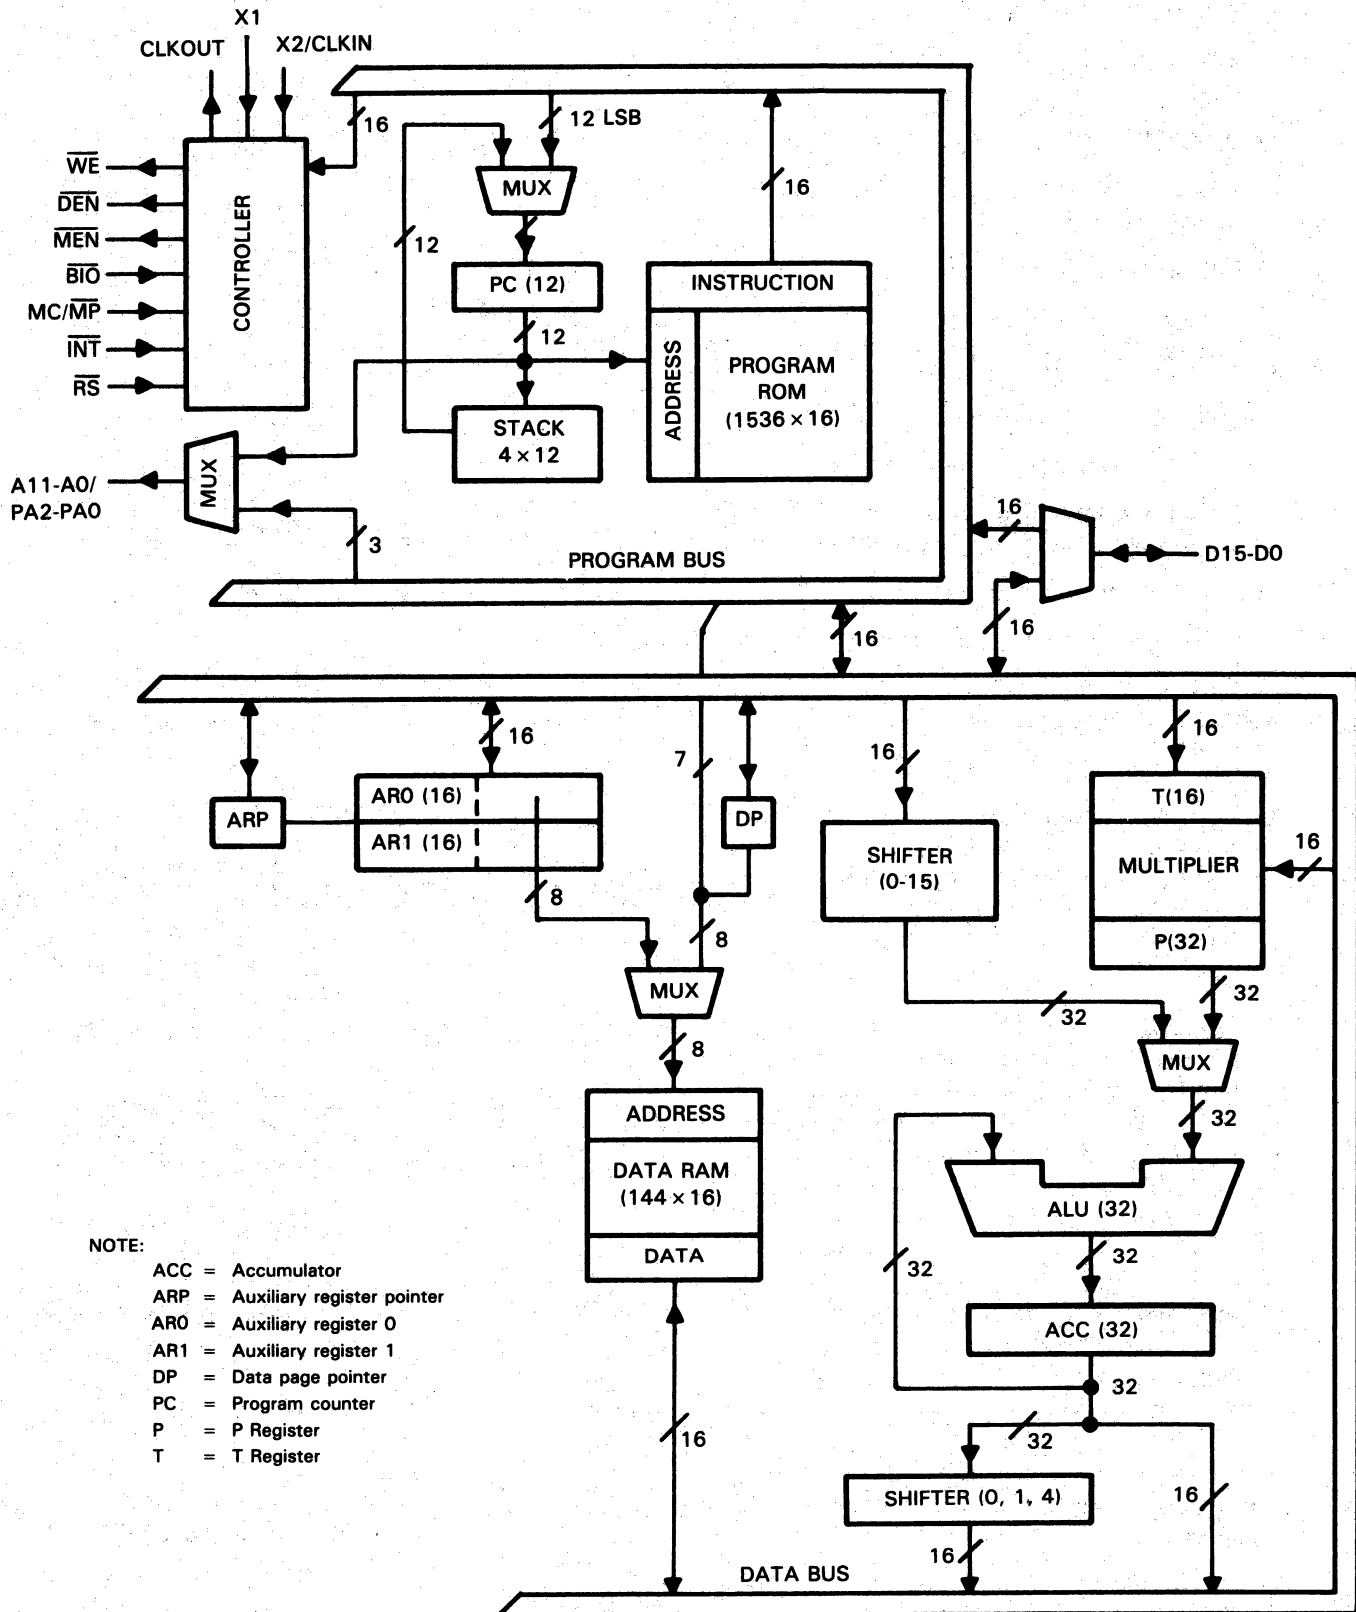 X1
CLKOUT
X2/CLKIN
16
12 LSB
WE
DEN
MEN
BIO
MC/MP
INT
RS
CONTROLLER
MUX
16
12
PC (12)
INSTRUCTION
12
ADDRESS
PROGRAM
ROM
(1536 × 16)
STACK
4 × 12
MUX
A11-A0/
PA2-PA0
3
PROGRAM BUS
16
D15-D0
16
16
16
7
16
16
ARP
AR0 (16)
AR1 (16)
DP
T(16)
SHIFTER
(0-15)
MULTIPLIER
16
8
8
P(32)
MUX
32
32
8
MUX
ADDRESS
32
DATA RAM
(144 × 16)
ALU (32)
DATA
32
32
NOTE:
ACC = Accumulator
ARP = Auxiliary register pointer
AR0 = Auxiliary register 0
AR1 = Auxiliary register 1
DP = Data page pointer
PC = Program counter
P = P Register
T = T Register
ACC (32)
32
16
32
SHIFTER (0, 1, 4)
16
16
DATA BUS